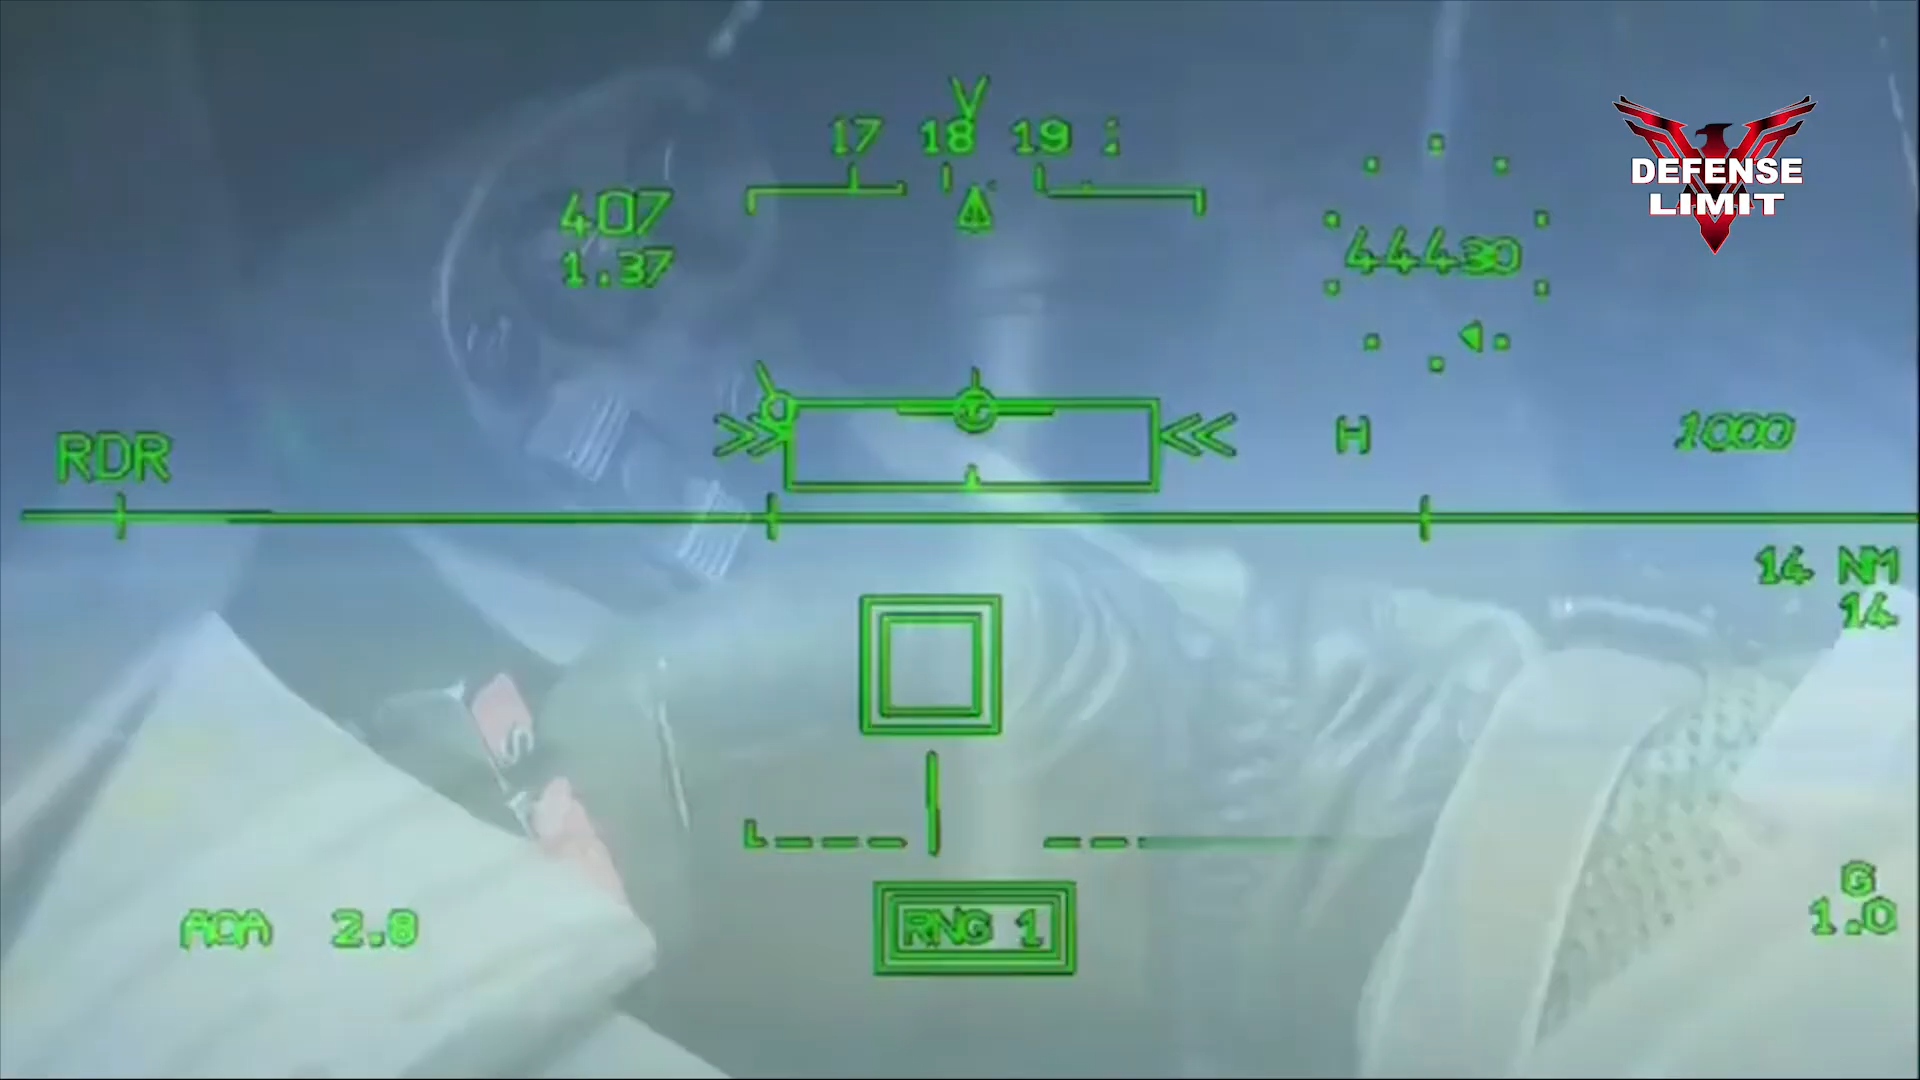 V
17 18 19
407
1.37
44430
DEFENSE
LIMIT
RDR
H
1000
14 NM
14
S
L
AOA 2.8
RNG 1
G
1.0